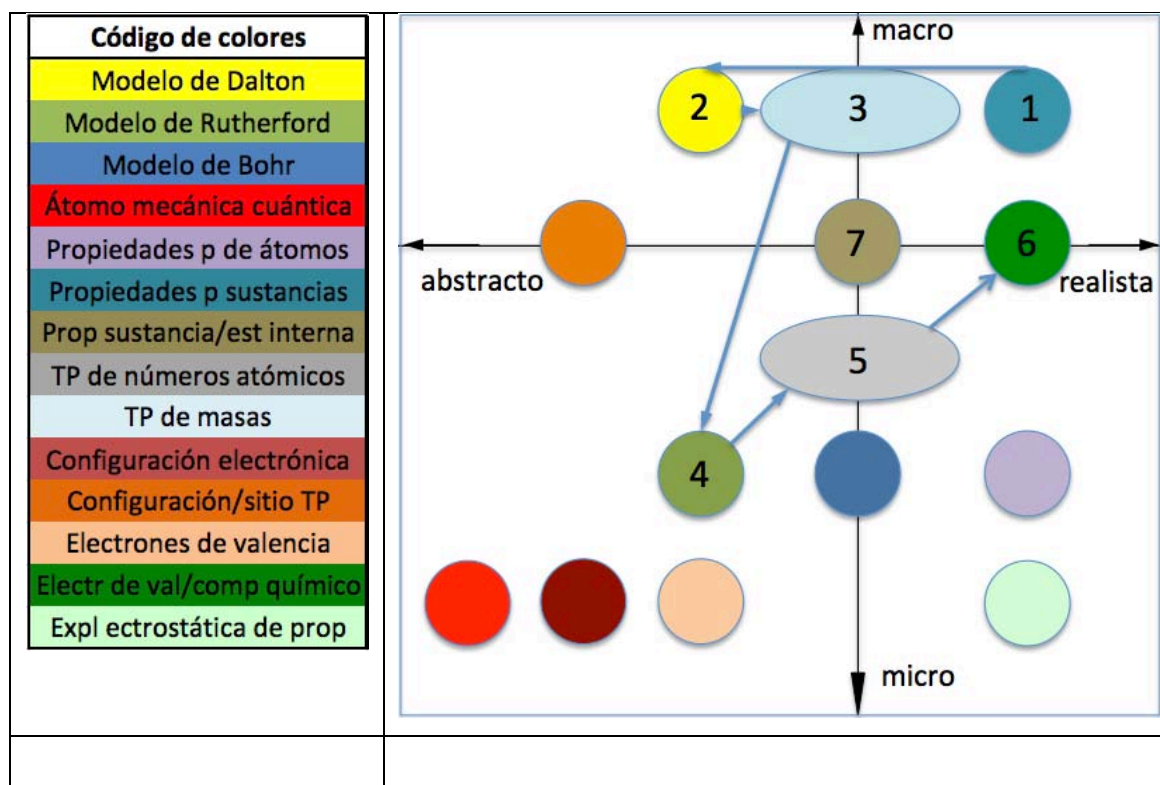 Código de colores
Modelo de Dalton
Modelo de Rutherford
Modelo de Bohr
Átomo mecánica cuántica
Propiedades p de átomos
Propiedades p sustancias
Prop sustancia/est interna
TP de números atómicos
TP de masas
Configuración electrónica
Configuración/sitio TP
Electrones de valencia
Electr de val/comp químico
Expl ectrostática de prop
macro
2 3 1
7 6
abstracto realista
5
4
micro